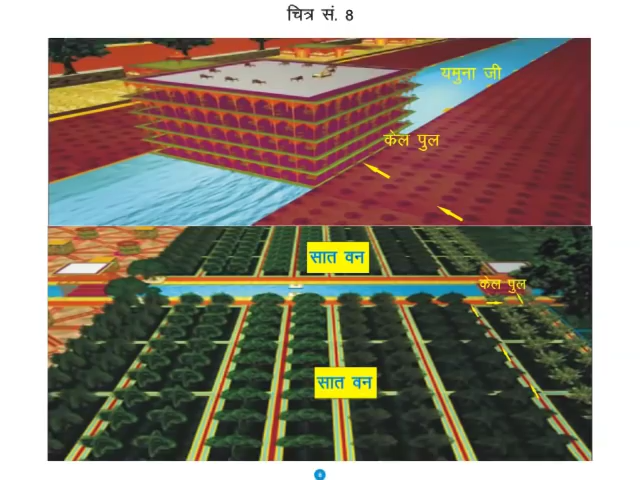 चित्र सं. 8
यमुना जी
केल पुल
सात वन
केल पुल
सात वन